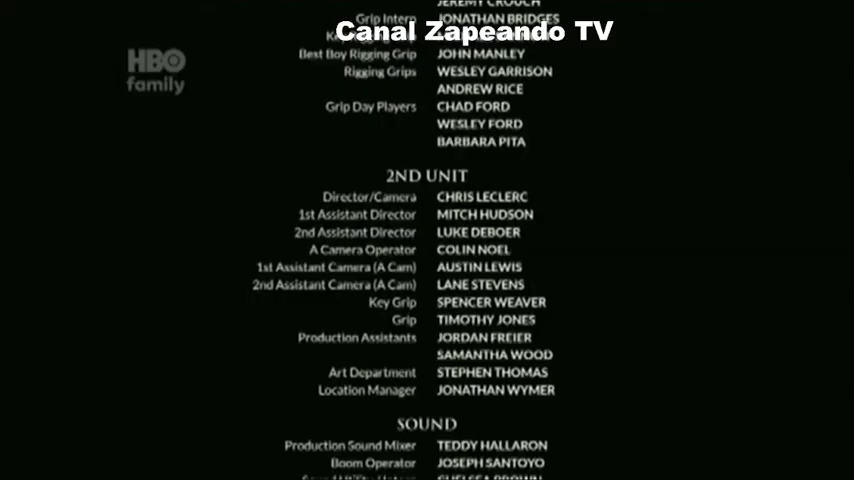 JEREMY CROUCH
Canal Zapeando TV
Grip Intern JONATHAN BRIDGES
HBO
family
Best Boy Rigging Grip JOHN MANLEY
Rigging Grips WESLEY GARRISON
ANDREW RICE
Grip Day Players CHAD FORD
WESLEY FORD
BARBARA PITA
2ND UNIT
Director/Camera CHRIS LECLERC
1st Assistant Director MITCH HUDSON
2nd Assistant Director LUKE DEBOER
A Camera Operator COLIN NOEL
1st Assistant Camera (A Cam) AUSTIN LEWIS
2nd Assistant Camera (A Cam) LANE STEVENS
Key Grip SPENCER WEAVER
Grip TIMOTHY JONES
Production Assistants JORDAN FREIER
SAMANTHA WOOD
Art Department STEPHEN THOMAS
Location Manager JONATHAN WYMER
SOUND
Production Sound Mixer TEDDY HALLARON
Boom Operator JOSEPH SANTOYO
CHELSEA BROWN